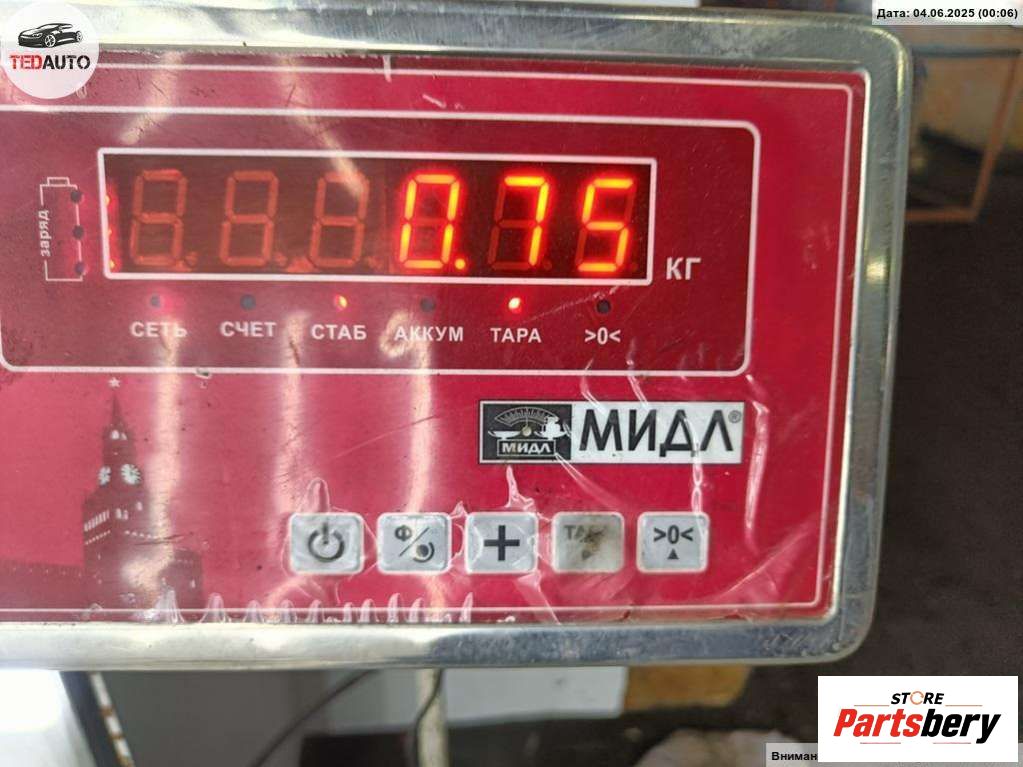 Дата: 04.06.2025 (00:06)
TEDAUTO
заряд
0.75
КГ
СЕТЬ СЧЕТ СТАБ АККУМ ТАРА >0<
МИДЛ МИДЛ®
Ф + >0<
STORE
Partsbery